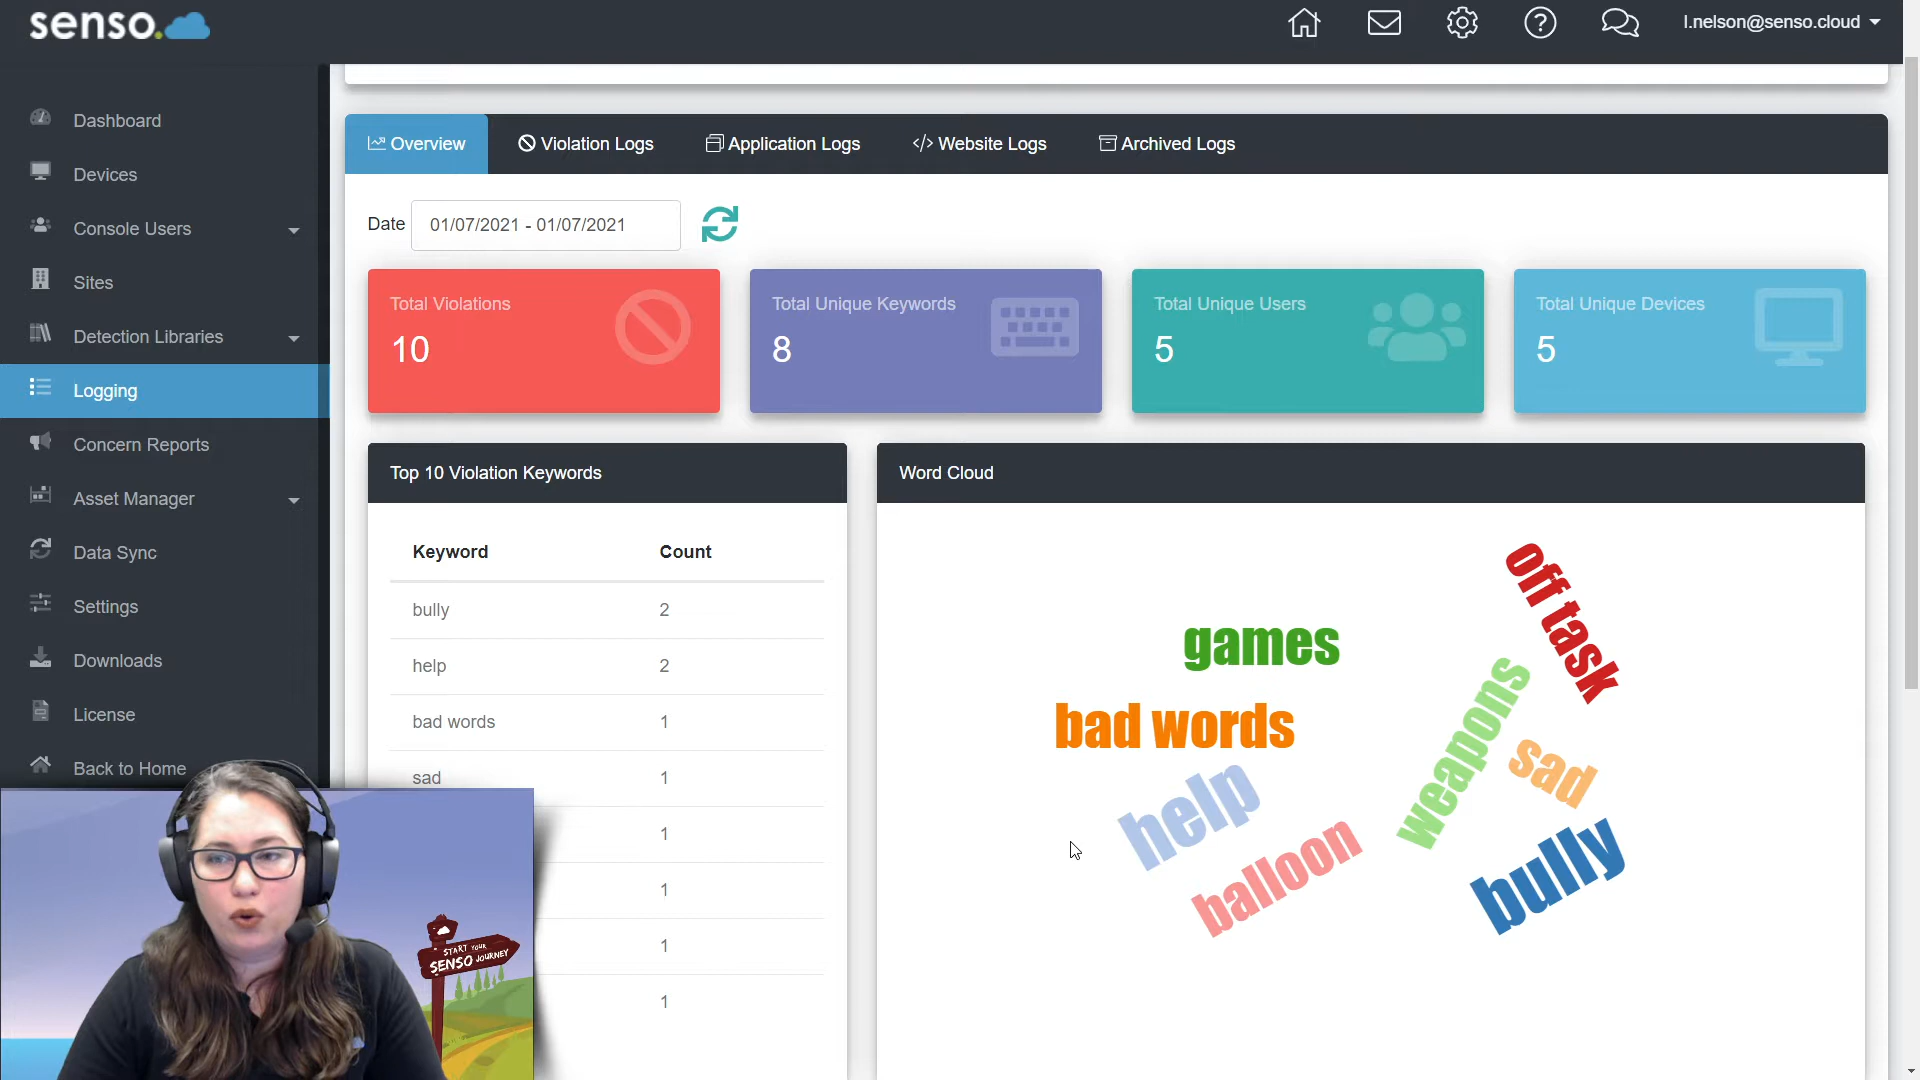 senso.
l.nelson@senso.cloud
Dashboard
Devices
Console Users
Sites
Detection Libraries
Logging
Concern Reports
Asset Manager
Data Sync
Settings
Downloads
License
Back to Home
Overview
Violation Logs
Application Logs
Website Logs
Archived Logs
Date 01/07/2021 - 01/07/2021
Total Violations
10
Total Unique Keywords
8
Total Unique Users
5
Total Unique Devices
5
Top 10 Violation Keywords
Keyword Count
bully 2
help 2
bad words 1
sad 1
1
1
1
1
Word Cloud
off task
games
weapons
bad words
sad
help
balloon
bully
START YOUR
SENSO JOURNEY